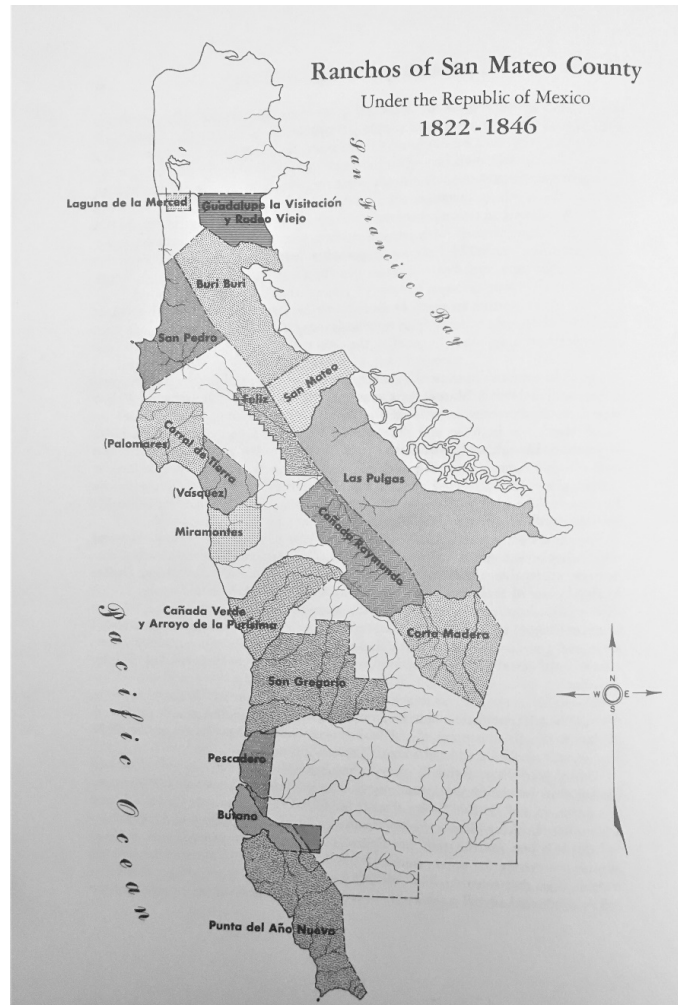 Ranchos of San Mateo County
Under the Republic of Mexico
1822-1846
San Francisco Bay
Laguna de la Merced
Guadalupe la Visitación
y Rodeo Viejo
Buri Buri
San Pedro
San Mateo
Feliz
(Palomares)
Corral de Tierra
(Vásquez)
Las Pulgas
Miramontes
Cañada Raymundo
Cañada Verde
y Arroyo de la Purísima
Corte Madera
San Gregorio
N
W E
S
Pacific Ocean
Pescadero
Butano
Punta del Año Nuevo